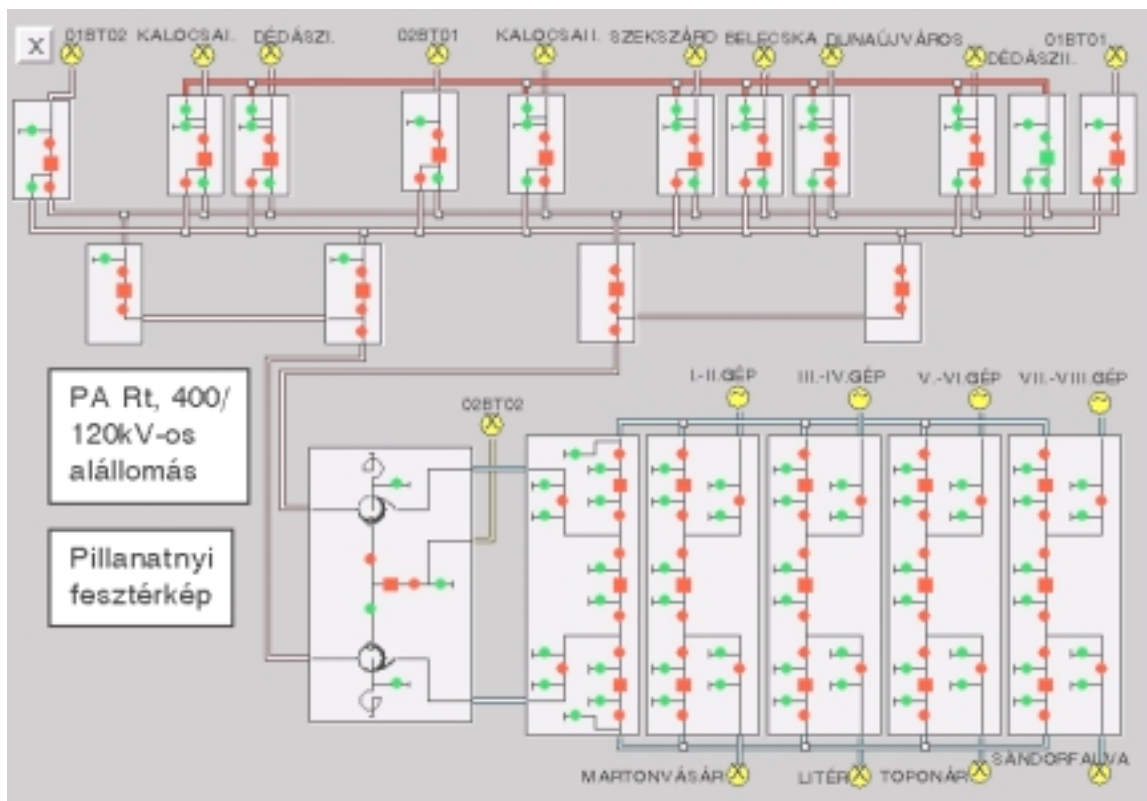 X
01BT02 KALOCSAI. DÉDÁSZI. 02BT01 KALOCSAII. SZEKSZÁRD BELECSKA DUNAÚJVÁROS 01BT01
DÉDÁSZII.
PA Rt, 400/
120kV-os
alállomás
Pillanatnyi
fesztérkép
02BT02
I.-II.GÉP III.-IV.GÉP V.-VI.GÉP VII.-VIII.GÉP
MARTONVÁSÁR LITÉR TOPONÁR SÁNDORFALVA